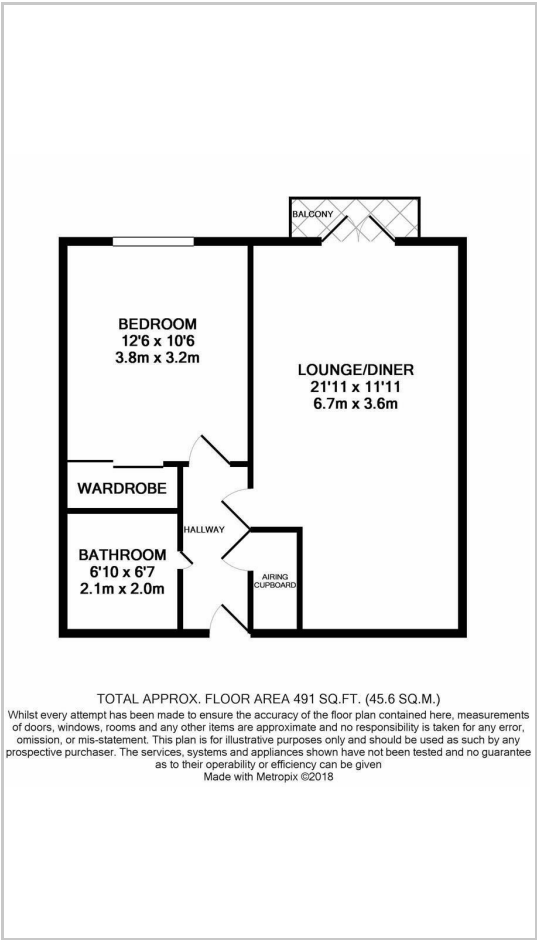 BALCONY
BEDROOM
12'6 x 10'6
3.8m x 3.2m
LOUNGE/DINER
21'11 x 11'11
6.7m x 3.6m
WARDROBE
HALLWAY
BATHROOM
6'10 x 6'7
2.1m x 2.0m
AIRING
CUPBOARD
TOTAL APPROX. FLOOR AREA 491 SQ.FT. (45.6 SQ.M.)
Whilst every attempt has been made to ensure the accuracy of the floor plan contained here, measurements
of doors, windows, rooms and any other items are approximate and no responsibility is taken for any error,
omission, or mis-statement. This plan is for illustrative purposes only and should be used as such by any
prospective purchaser. The services, systems and appliances shown have not been tested and no guarantee
as to their operability or efficiency can be given
Made with Metropix ©2018